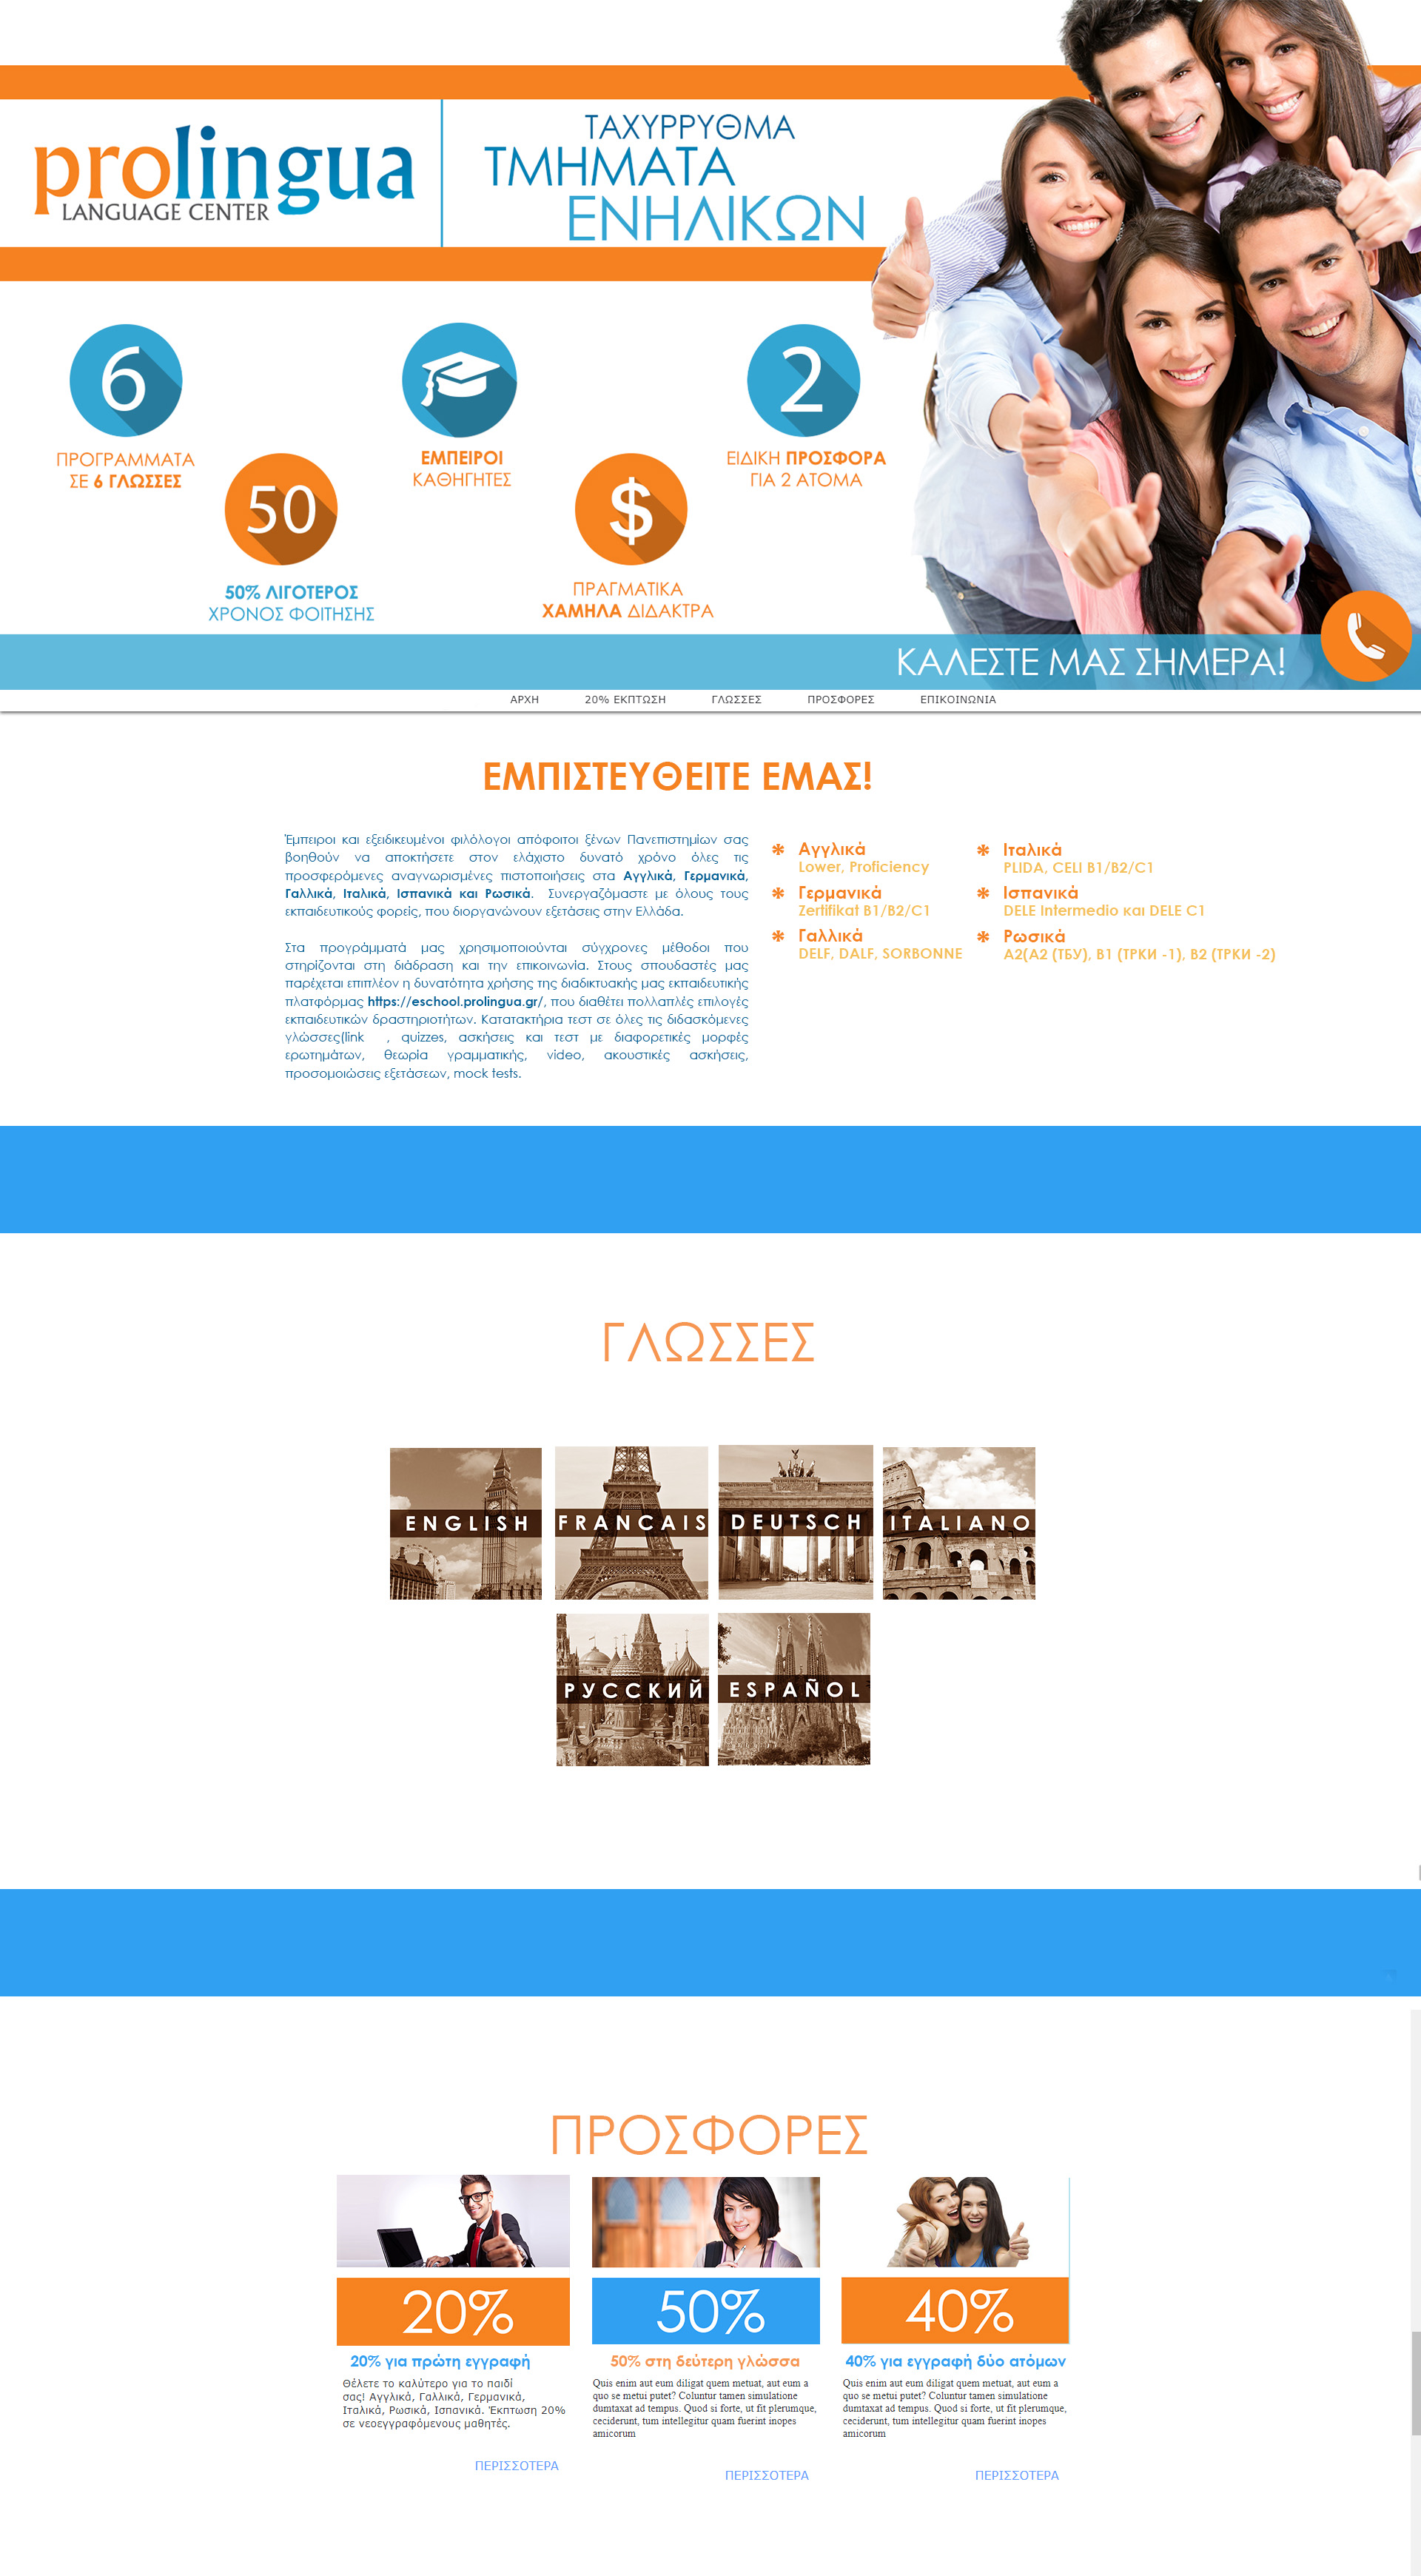 prolingua
LANGUAGE CENTER
ΤΑΧΥΡΡΥΘΜΑ
ΤΜΗΜΑΤΑ
ΕΝΗΛΙΚΩΝ
6
ΠΡΟΓΡΑΜΜΑΤΑ
ΣΕ 6 ΓΛΩΣΣΕΣ
50
50% ΛΙΓΟΤΕΡΟΣ
ΧΡΟΝΟΣ ΦΟΙΤΗΣΗΣ
ΕΜΠΕΙΡΟΙ
ΚΑΘΗΓΗΤΕΣ
$
ΠΡΑΓΜΑΤΙΚΑ
ΧΑΜΗΛΑ ΔΙΔΑΚΤΡΑ
2
ΕΙΔΙΚΗ ΠΡΟΣΦΟΡΑ
ΓΙΑ 2 ΑΤΟΜΑ
ΚΑΛΕΣΤΕ ΜΑΣ ΣΗΜΕΡΑ!
ΑΡΧΗ 20% ΕΚΠΤΩΣΗ ΓΛΩΣΣΕΣ ΠΡΟΣΦΟΡΕΣ ΕΠΙΚΟΙΝΩΝΙΑ
ΕΜΠΙΣΤΕΥΘΕΙΤΕ ΕΜΑΣ!
Έμπειροι και εξειδικευμένοι φιλόλογοι απόφοιτοι ξένων Πανεπιστημίων σας
βοηθούν να αποκτήσετε στον ελάχιστο δυνατό χρόνο όλες τις
προσφερόμενες αναγνωρισμένες πιστοποιήσεις στα Αγγλικά, Γερμανικά,
Γαλλικά, Ιταλικά, Ισπανικά και Ρωσικά. Συνεργαζόμαστε με όλους τους
εκπαιδευτικούς φορείς, που διοργανώνουν εξετάσεις στην Ελλάδα.
Στα προγράμματά μας χρησιμοποιούνται σύγχρονες μέθοδοι που
στηρίζονται στη διάδραση και την επικοινωνία. Στους σπουδαστές μας
παρέχεται επιπλέον η δυνατότητα χρήσης της διαδικτυακής μας εκπαιδευτικής
πλατφόρμας https://eschool.prolingua.gr/, που διαθέτει πολλαπλές επιλογές
εκπαιδευτικών δραστηριοτήτων. Κατατακτήρια τεστ σε όλες τις διδασκόμενες
γλώσσες(link , quizzes, ασκήσεις και τεστ με διαφορετικές μορφές
ερωτημάτων, θεωρία γραμματικής, video, ακουστικές ασκήσεις,
προσομοιώσεις εξετάσεων, mock tests.
* Αγγλικά
Lower, Proficiency
* Γερμανικά
Zertifikat B1/B2/C1
* Γαλλικά
DELF, DALF, SORBONNE
* Ιταλικά
PLIDA, CELI B1/B2/C1
* Ισπανικά
DELE Intermedio και DELE C1
* Ρωσικά
A2(A2 (ТБУ), B1 (ТРКИ -1), B2 (ТРКИ -2)
ΓΛΩΣΣΕΣ
ENGLISH
FRANCAIS
DEUTSCH
ITALIANO
РУССКИЙ
ESPAÑOL
ΠΡΟΣΦΟΡΕΣ
20%
20% για πρώτη εγγραφή
Θέλετε το καλύτερο για το παιδί
σας! Αγγλικά, Γαλλικά, Γερμανικά,
Ιταλικά, Ρωσικά, Ισπανικά. Έκπτωση 20%
σε νεοεγγραφόμενους μαθητές.
ΠΕΡΙΣΣΟΤΕΡΑ
50%
50% στη δεύτερη γλώσσα
Quis enim aut eum diligat quem metuat, aut eum a
quo se metui putet? Coluntur tamen simulatione
dumtaxat ad tempus. Quod si forte, ut fit plerumque,
ceciderunt, tum intellegitur quam fuerint inopes
amicorum
ΠΕΡΙΣΣΟΤΕΡΑ
40%
40% για εγγραφή δύο ατόμων
Quis enim aut eum diligat quem metuat, aut eum a
quo se metui putet? Coluntur tamen simulatione
dumtaxat ad tempus. Quod si forte, ut fit plerumque,
ceciderunt, tum intellegitur quam fuerint inopes
amicorum
ΠΕΡΙΣΣΟΤΕΡΑ